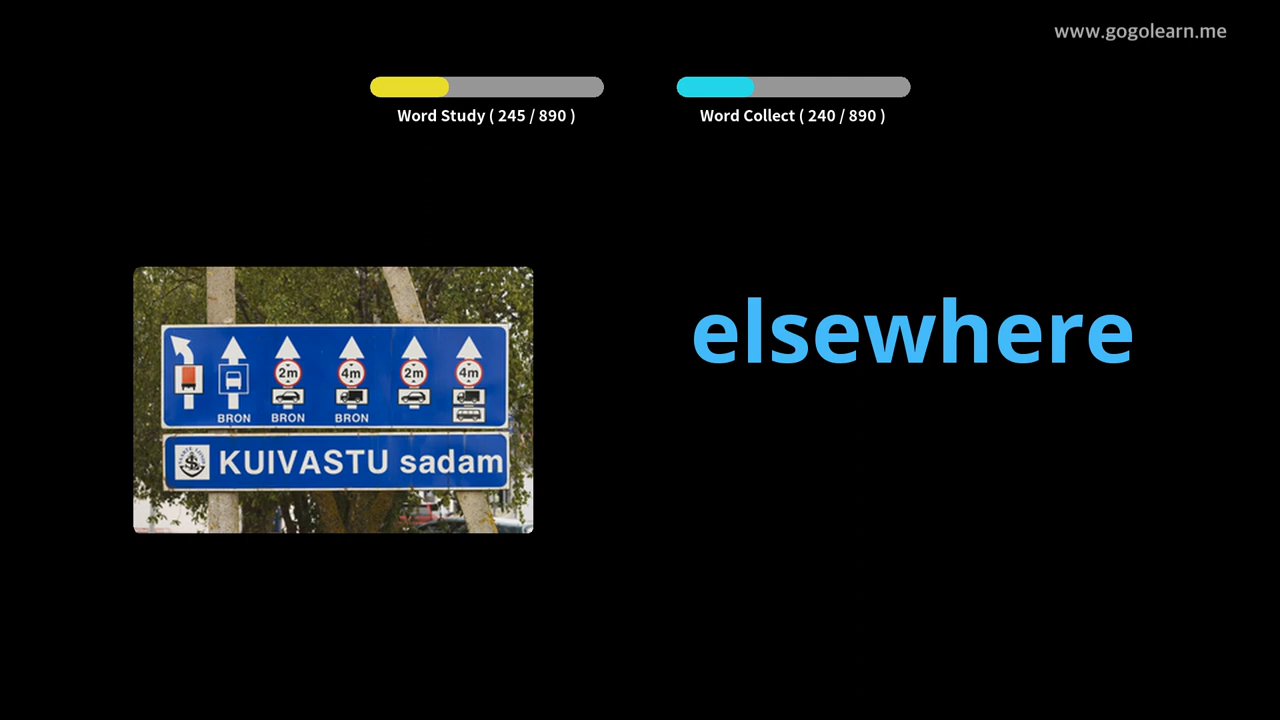 www.gogolearn.me
Word Study ( 245 / 890 )
Word Collect ( 240 / 890 )
elsewhere
2m 4m 2m 4m
BRON BRON BRON
KUIVASTU sadam